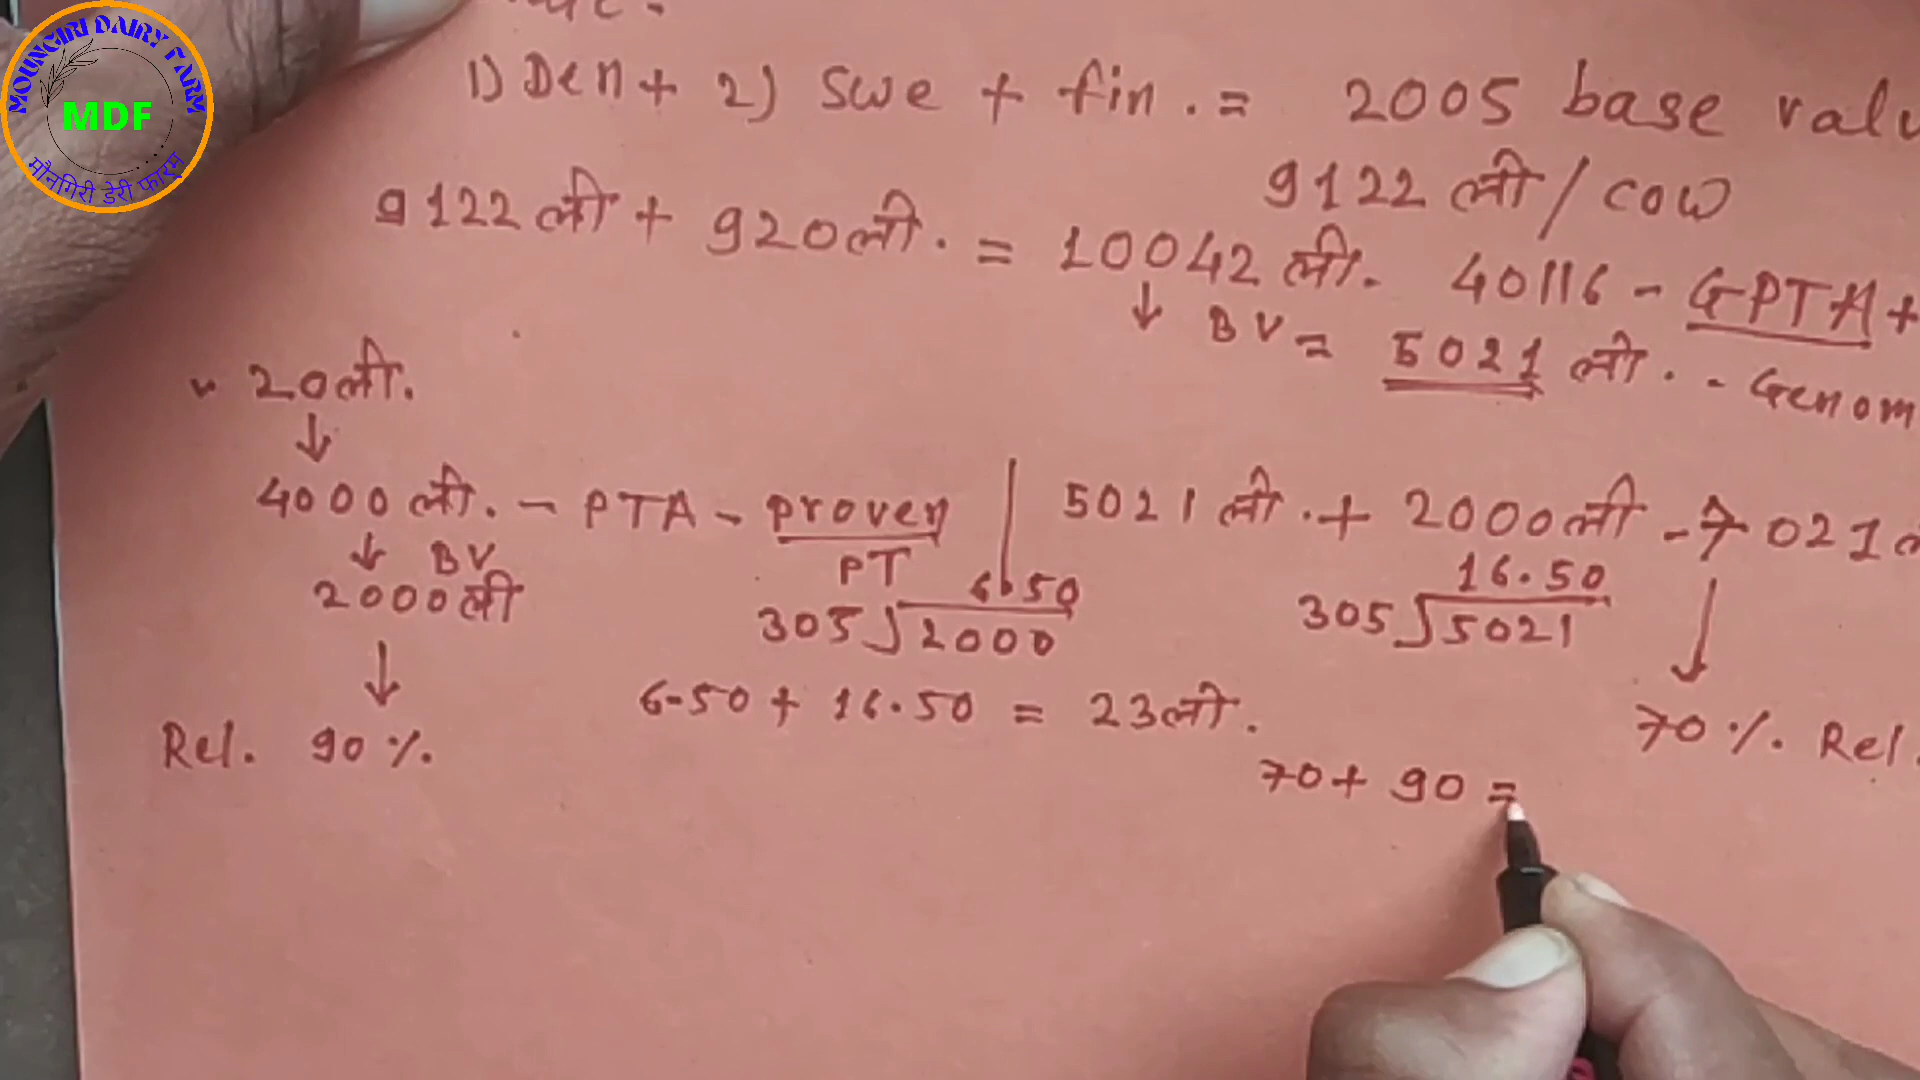 MOUNGIRI DAIRY FARM
MDF
मौनगिरी डेरी फार्म
1) Den + 2) Swe + fin. = 2005 base valu
9122 ली / cow
9122 ली + 920 ली. = 10042 ली. 40116 - GPTA +
↓ BV = 5021 ली. - Genom
20 ली.
↓
4000 ली. - PTA - proven
PT
↓ BV
2000 ली
↓
Rel. 90 %.
6.50
305 2000
5021 ली. + 2000 ली - 7021 ल
16.50
305 5021
↓
70 %. Rel.
6.50 + 16.50 = 23 ली.
70 + 90 =